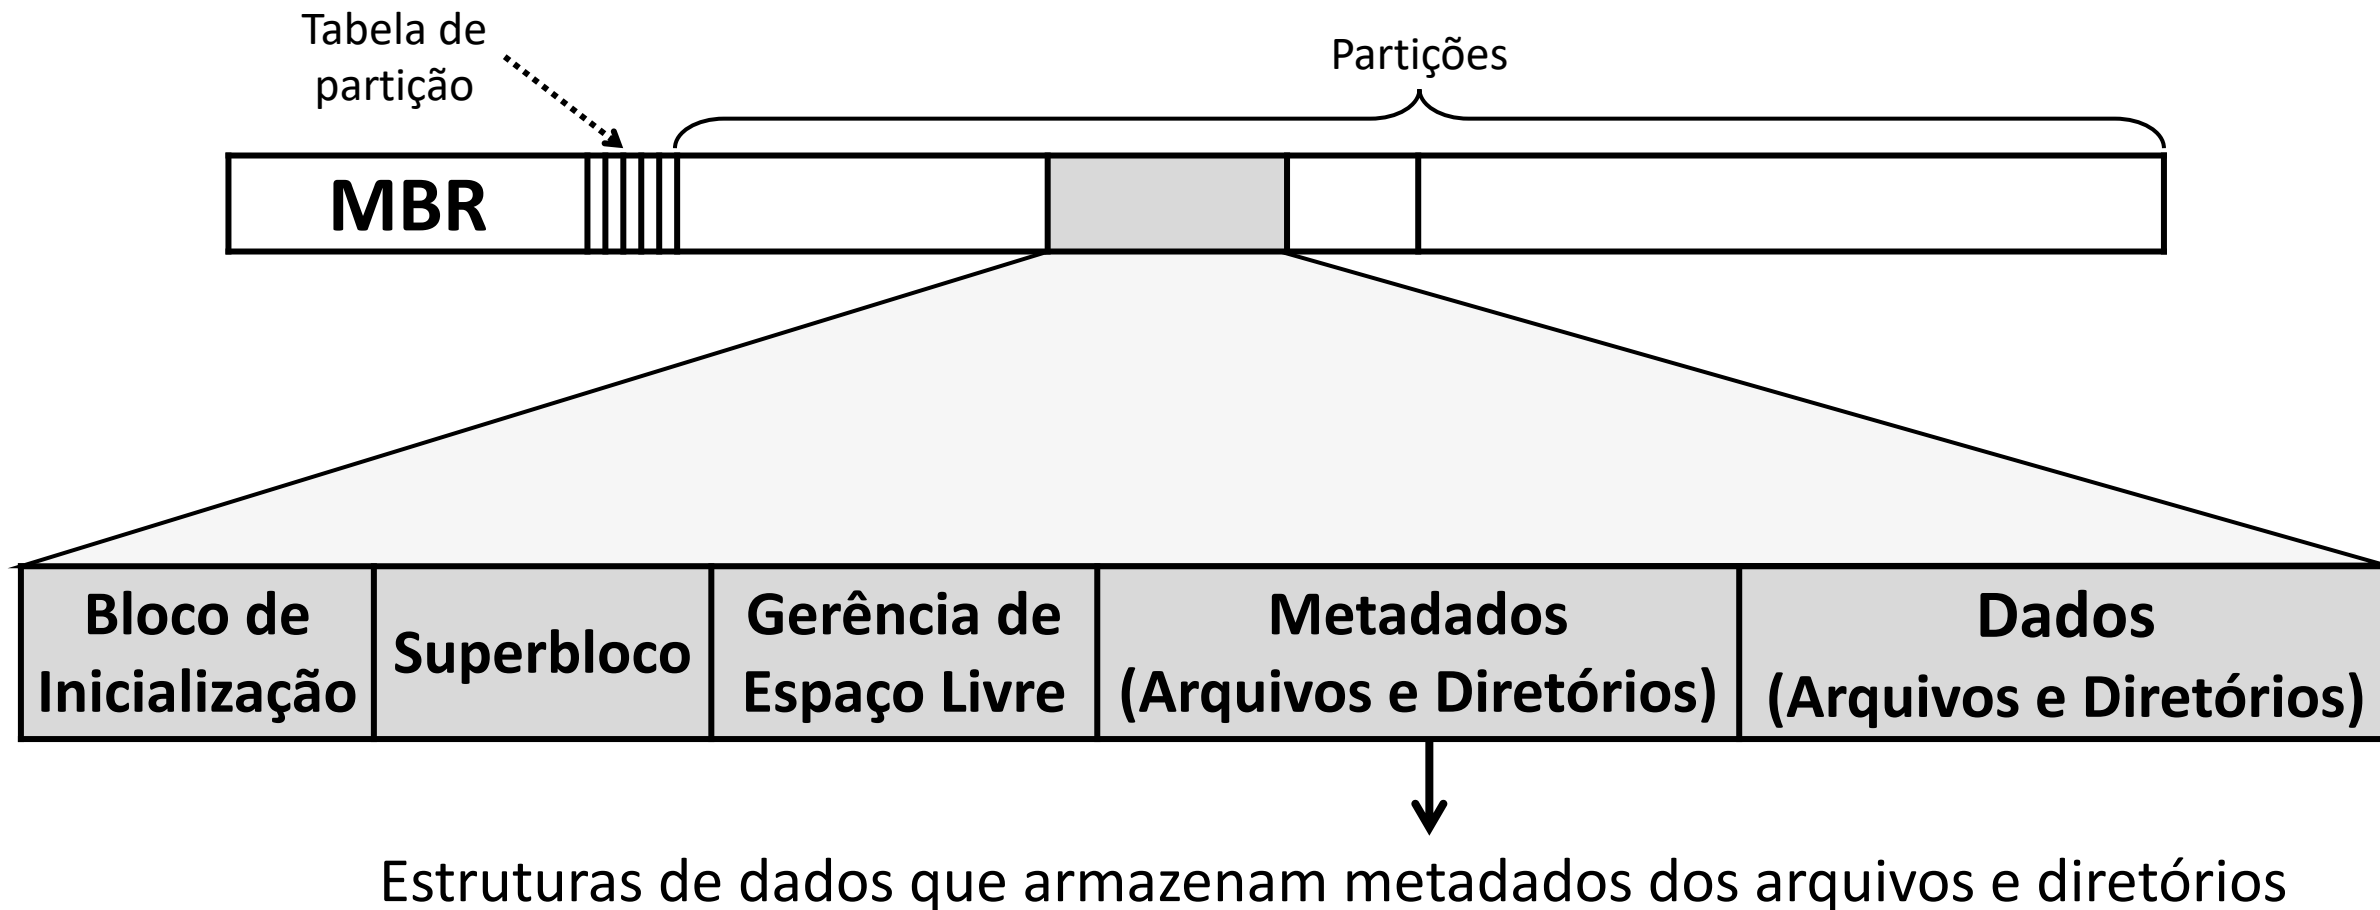 Tabela de
partição
Partições
MBR
Bloco de
Inicialização
Superbloco
Gerência de
Espaço Livre
Metadados
(Arquivos e Diretórios)
Dados
(Arquivos e Diretórios)
Estruturas de dados que armazenam metadados dos arquivos e diretórios